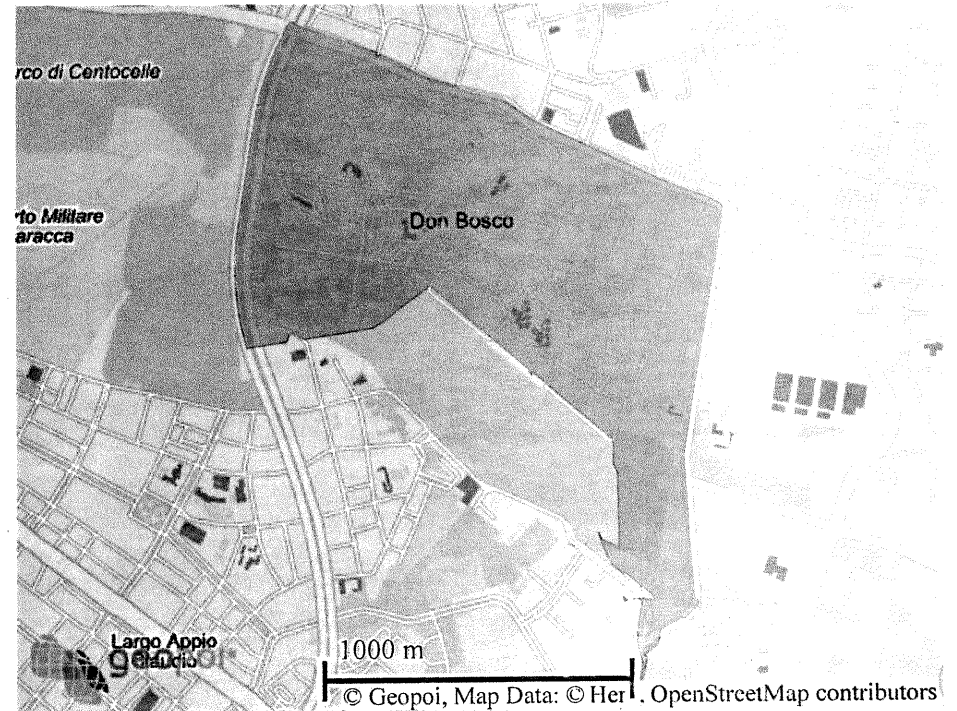 rco di Centocelle
Don Bosco
rto Militare
aracca
Largo Appio
Claudio
geopoi
1000 m
© Geopoi, Map Data: © Her . OpenStreetMap contributors